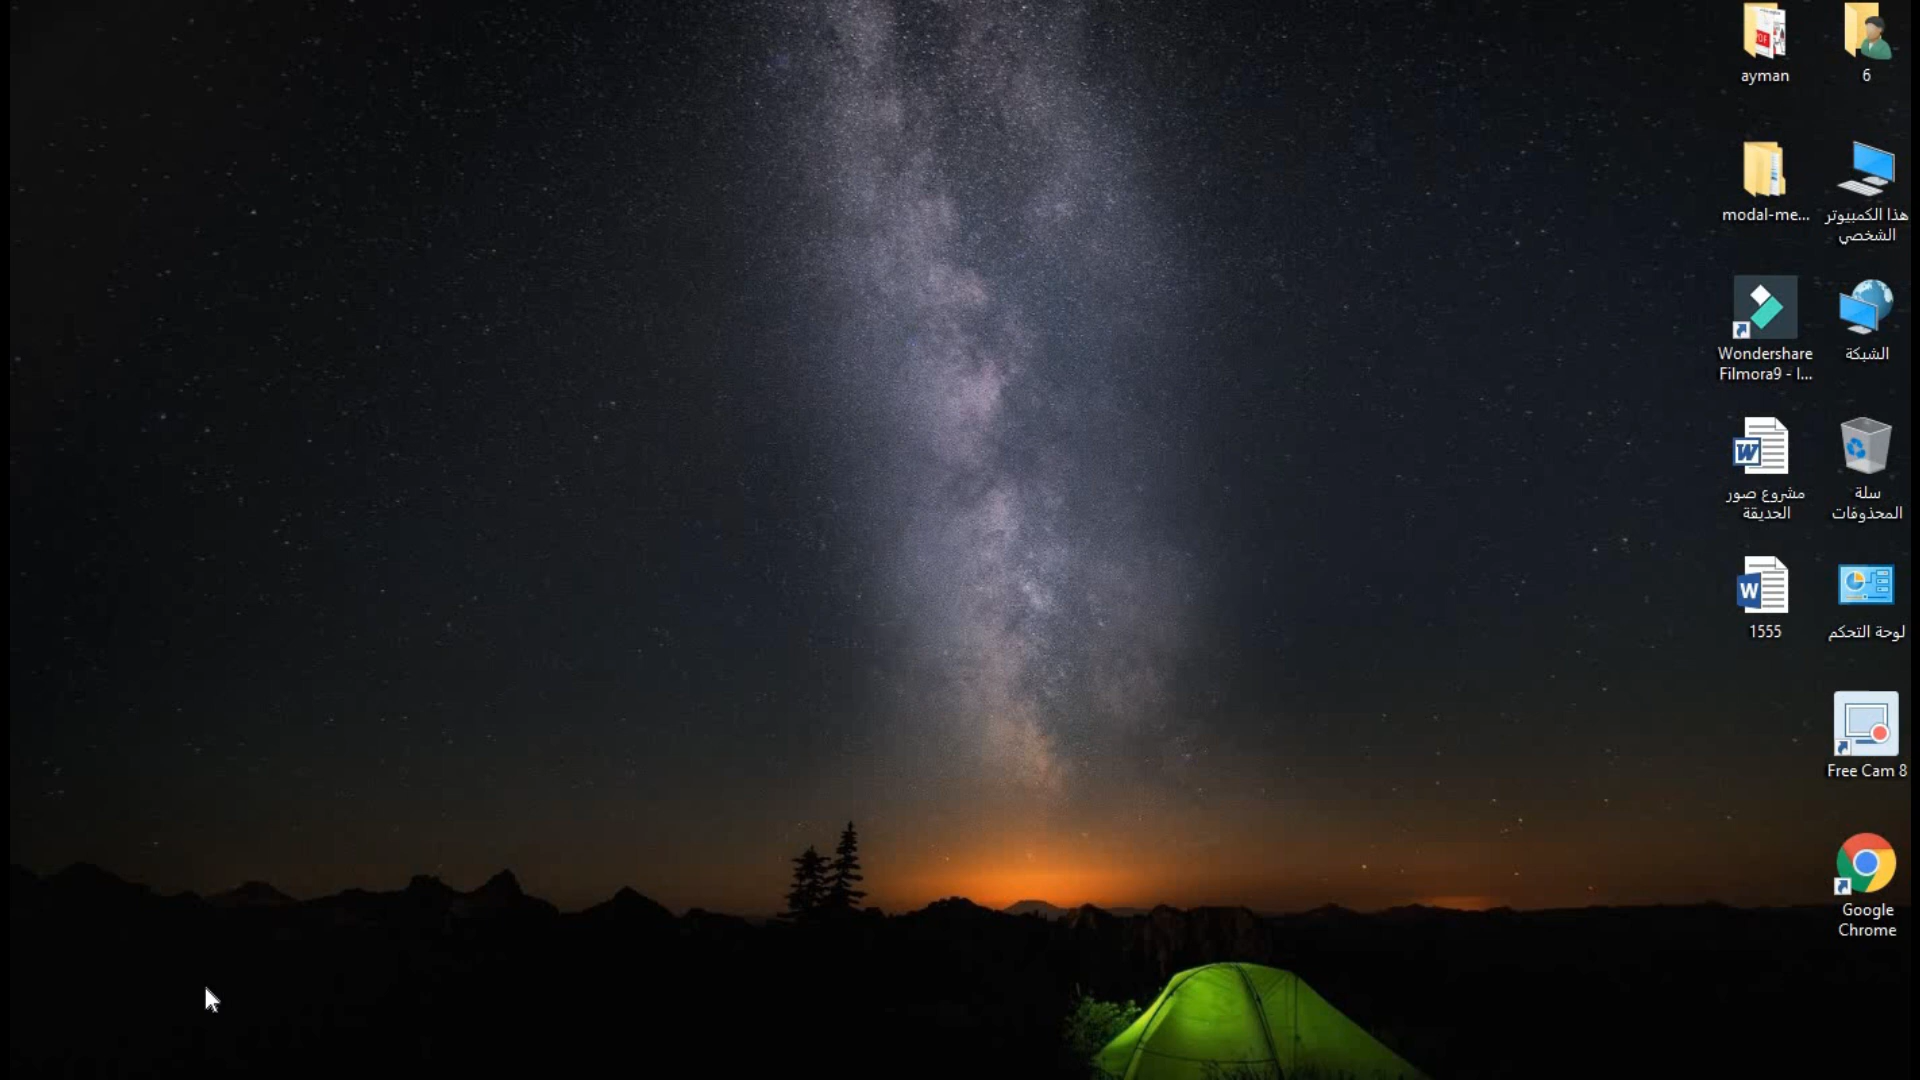 6
هذا الكمبيوتر
الشخصي
الشبكة
سلة
المحذوفات
لوحة التحكم
Free Cam 8
Google
Chrome
ayman
modal-me...
Wondershare
Filmora9 - I...
مشروع صور
الحديقة
1555